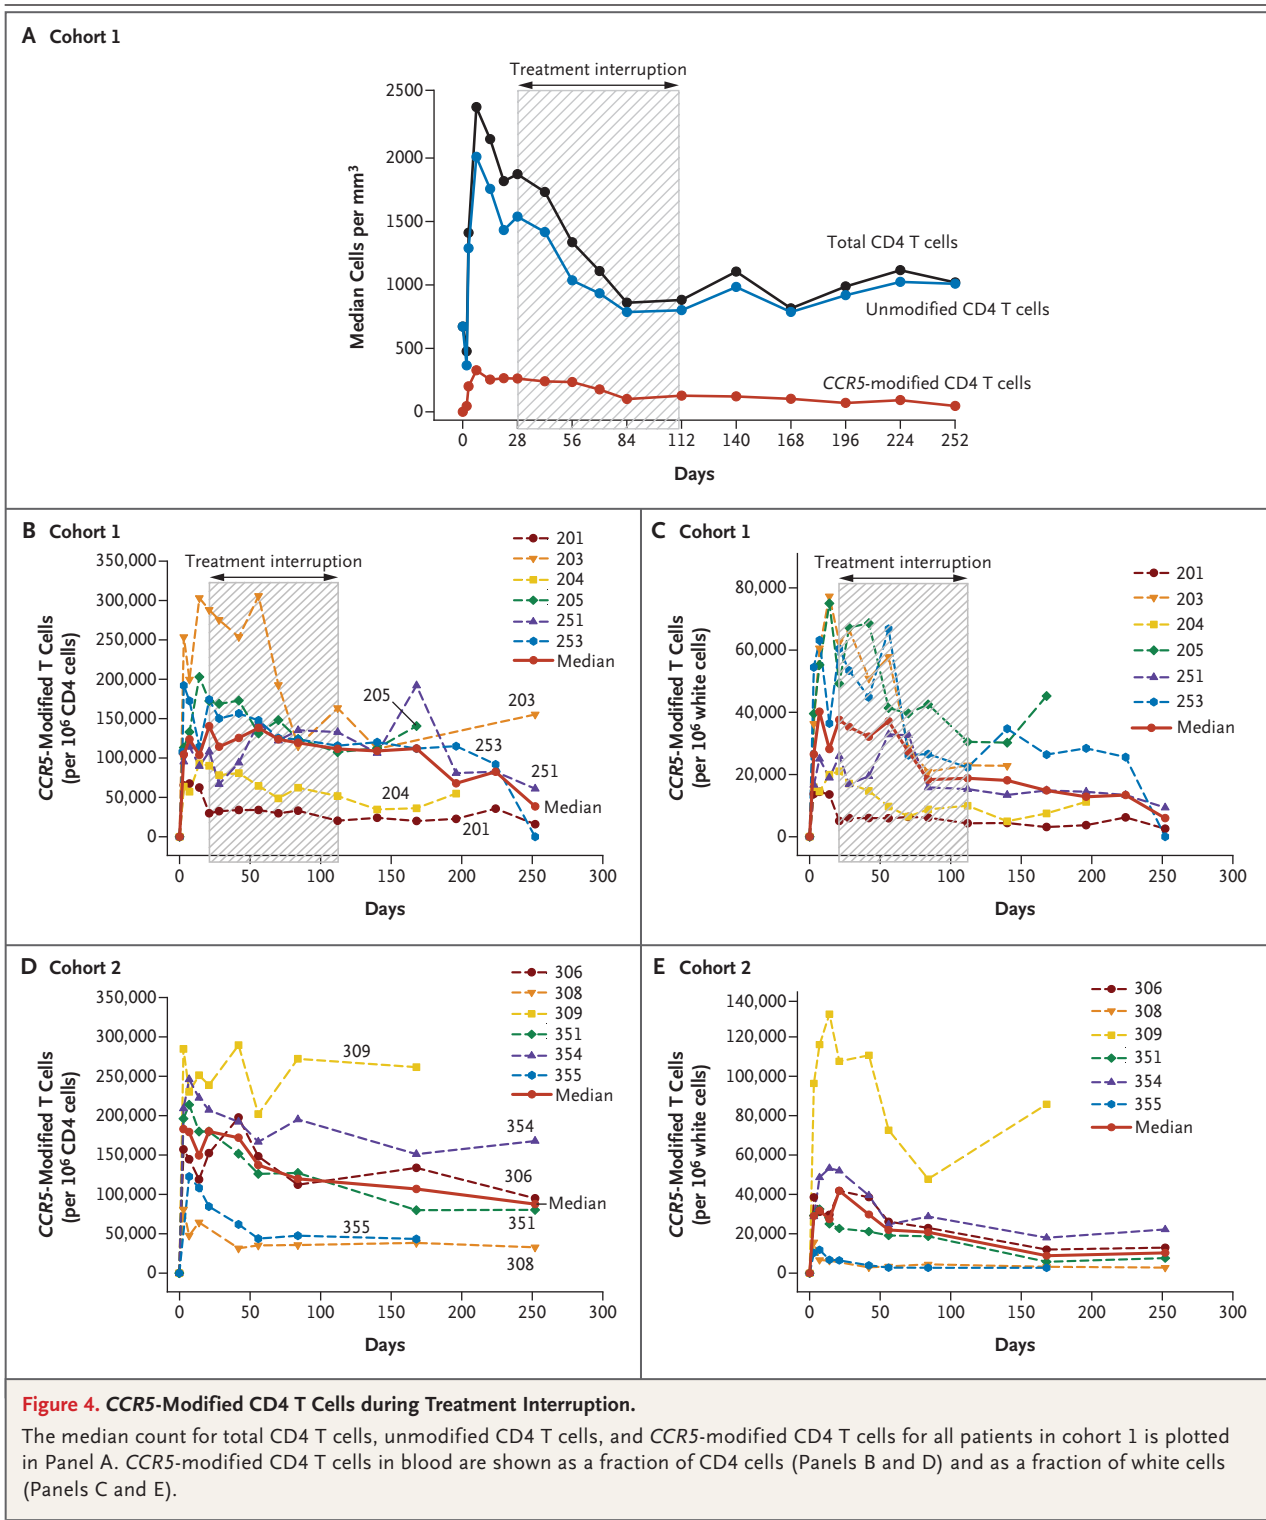 A Cohort 1
Treatment interruption
2500
2000
1500
1000
500
0
Median Cells per mm³
Total CD4 T cells
Unmodified CD4 T cells
CCR5-modified CD4 T cells
0 28 56 84 112 140 168 196 224 252
Days
B Cohort 1
Treatment interruption
350,000
300,000
250,000
200,000
150,000
100,000
50,000
0
CCR5-Modified T Cells
(per 10⁶ CD4 cells)
201
203
204
205
251
253
Median
205
203
253
251
204
Median
201
0 50 100 150 200 250 300
Days
C Cohort 1
Treatment interruption
80,000
60,000
40,000
20,000
0
CCR5-Modified T Cells
(per 10⁶ white cells)
201
203
204
205
251
253
Median
0 50 100 150 200 250 300
Days
D Cohort 2
350,000
300,000
250,000
200,000
150,000
100,000
50,000
0
CCR5-Modified T Cells
(per 10⁶ CD4 cells)
306
308
309
351
354
355
Median
309
354
306
Median
351
355
308
0 50 100 150 200 250 300
Days
E Cohort 2
140,000
120,000
100,000
80,000
60,000
40,000
20,000
0
CCR5-Modified T Cells
(per 10⁶ white cells)
306
308
309
351
354
355
Median
0 50 100 150 200 250 300
Days
Figure 4. CCR5-Modified CD4 T Cells during Treatment Interruption.
The median count for total CD4 T cells, unmodified CD4 T cells, and CCR5-modified CD4 T cells for all patients in cohort 1 is plotted
in Panel A. CCR5-modified CD4 T cells in blood are shown as a fraction of CD4 cells (Panels B and D) and as a fraction of white cells
(Panels C and E).